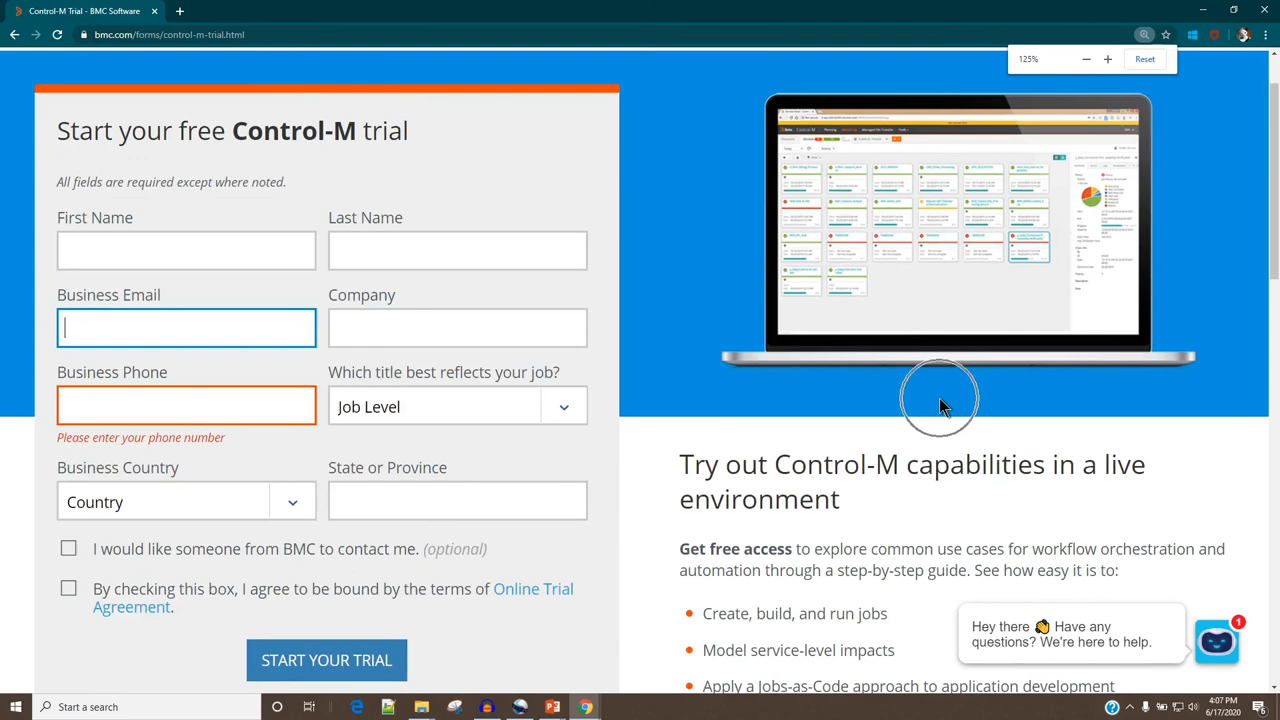 Control-M Trial - BMC Software
bmc.com/forms/control-m-trial.html
125%
Reset
Start your free Control-M trial
All fields are required unless otherwise noted.
First Name
Last Name
Business Email
Company
Business Phone
Which title best reflects your job?
Job Level
Please enter your phone number
Business Country
State or Province
Country
I would like someone from BMC to contact me. (optional)
By checking this box, I agree to be bound by the terms of Online Trial
Agreement.
START YOUR TRIAL
Try out Control-M capabilities in a live
environment
Get free access to explore common use cases for workflow orchestration and
automation through a step-by-step guide. See how easy it is to:
Create, build, and run jobs
Model service-level impacts
Apply a Jobs-as-Code approach to application development
Hey there 👋 Have any
questions? We're here to help.
1
Start a search
4:07 PM
6/17/2020
6